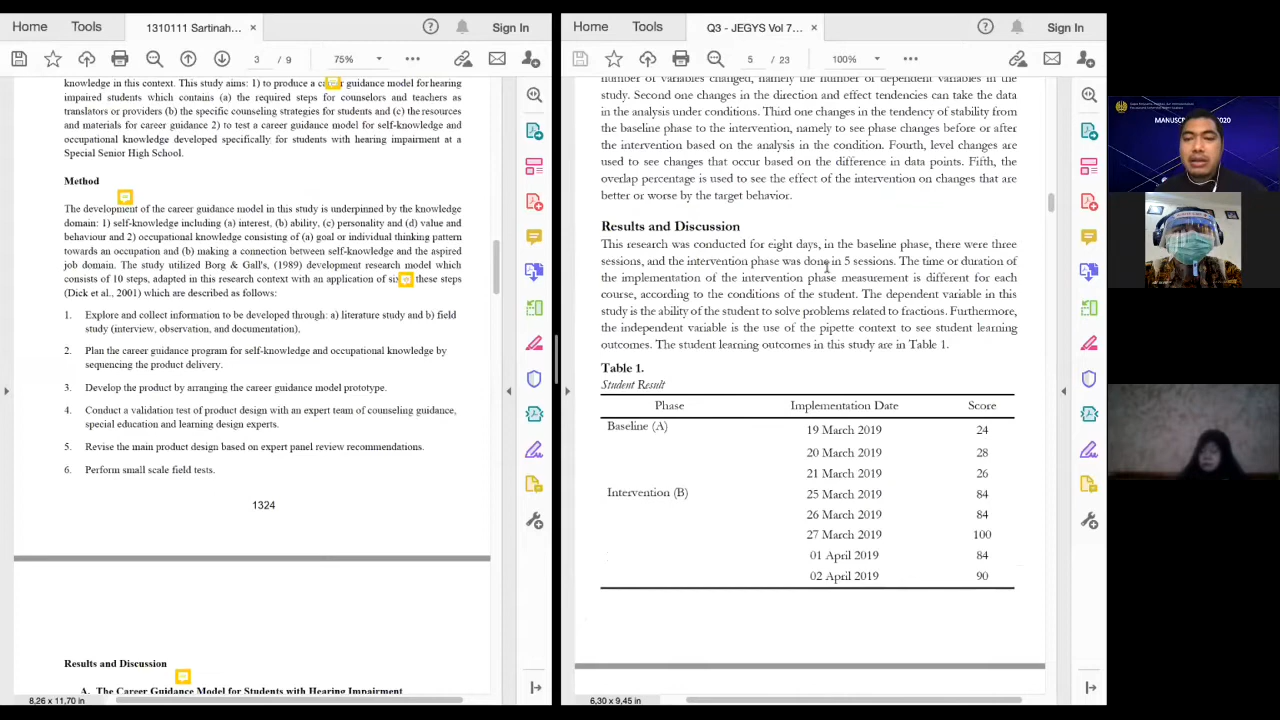 Home
Tools
1310111 Sartinah...
×
Sign In
3 / 9
75%
knowledge in this context. This study aims: 1) to produce a career guidance model for hearing
impaired students which contains (a) the required steps for counselors and teachers as
translators or providers (b) the specific counseling strategies for students and (c) the resources
and materials for career guidance 2) to test a career guidance model for self-knowledge and
occupational knowledge developed specifically for students with hearing impairment at a
Special Senior High School.
Method
The development of the career guidance model in this study is underpinned by the knowledge
domain: 1) self-knowledge including (a) interest, (b) ability, (c) personality and (d) value and
behaviour and 2) occupational knowledge consisting of (a) goal or individual thinking pattern
towards an occupation and (b) making a connection between self-knowledge and the aspired
job domain. The study utilized Borg & Gall's, (1989) development research model which
consists of 10 steps, adapted in this research context with an application of six these steps
(Dick et al., 2001) which are described as follows:
1. Explore and collect information to be developed through: a) literature study and b) field
study (interview, observation, and documentation).
2. Plan the career guidance program for self-knowledge and occupational knowledge by
sequencing the product delivery.
3. Develop the product by arranging the career guidance model prototype.
4. Conduct a validation test of product design with an expert team of counseling guidance,
special education and learning design experts.
5. Revise the main product design based on expert panel review recommendations.
6. Perform small scale field tests.
1324
Results and Discussion
A. The Career Guidance Model for Students with Hearing Impairment
8,26 x 11,70 in
Home
Tools
Q3 - JEGYS Vol 7...
×
Sign In
5 / 23
100%
number of variables changed, namely the number of dependent variables in the
study. Second one changes in the direction and effect tendencies can take the data
in the analysis under conditions. Third one changes in the tendency of stability from
the baseline phase to the intervention, namely to see phase changes before or after
the intervention based on the analysis in the condition. Fourth, level changes are
used to see changes that occur based on the difference in data points. Fifth, the
overlap percentage is used to see the effect of the intervention on changes that are
better or worse by the target behavior.
Results and Discussion
This research was conducted for eight days, in the baseline phase, there were three
sessions, and the intervention phase was done in 5 sessions. The time or duration of
the implementation of the intervention phase measurement is different for each
course, according to the conditions of the student. The dependent variable in this
study is the ability of the student to solve problems related to fractions. Furthermore,
the independent variable is the use of the pipette context to see student learning
outcomes. The student learning outcomes in this study are in Table 1.
Table 1.
Student Result
Phase Implementation Date Score
Baseline (A) 19 March 2019 24
20 March 2019 28
21 March 2019 26
Intervention (B) 25 March 2019 84
26 March 2019 84
27 March 2019 100
01 April 2019 84
02 April 2019 90
6,30 x 9,45 in
MANUSC
2020